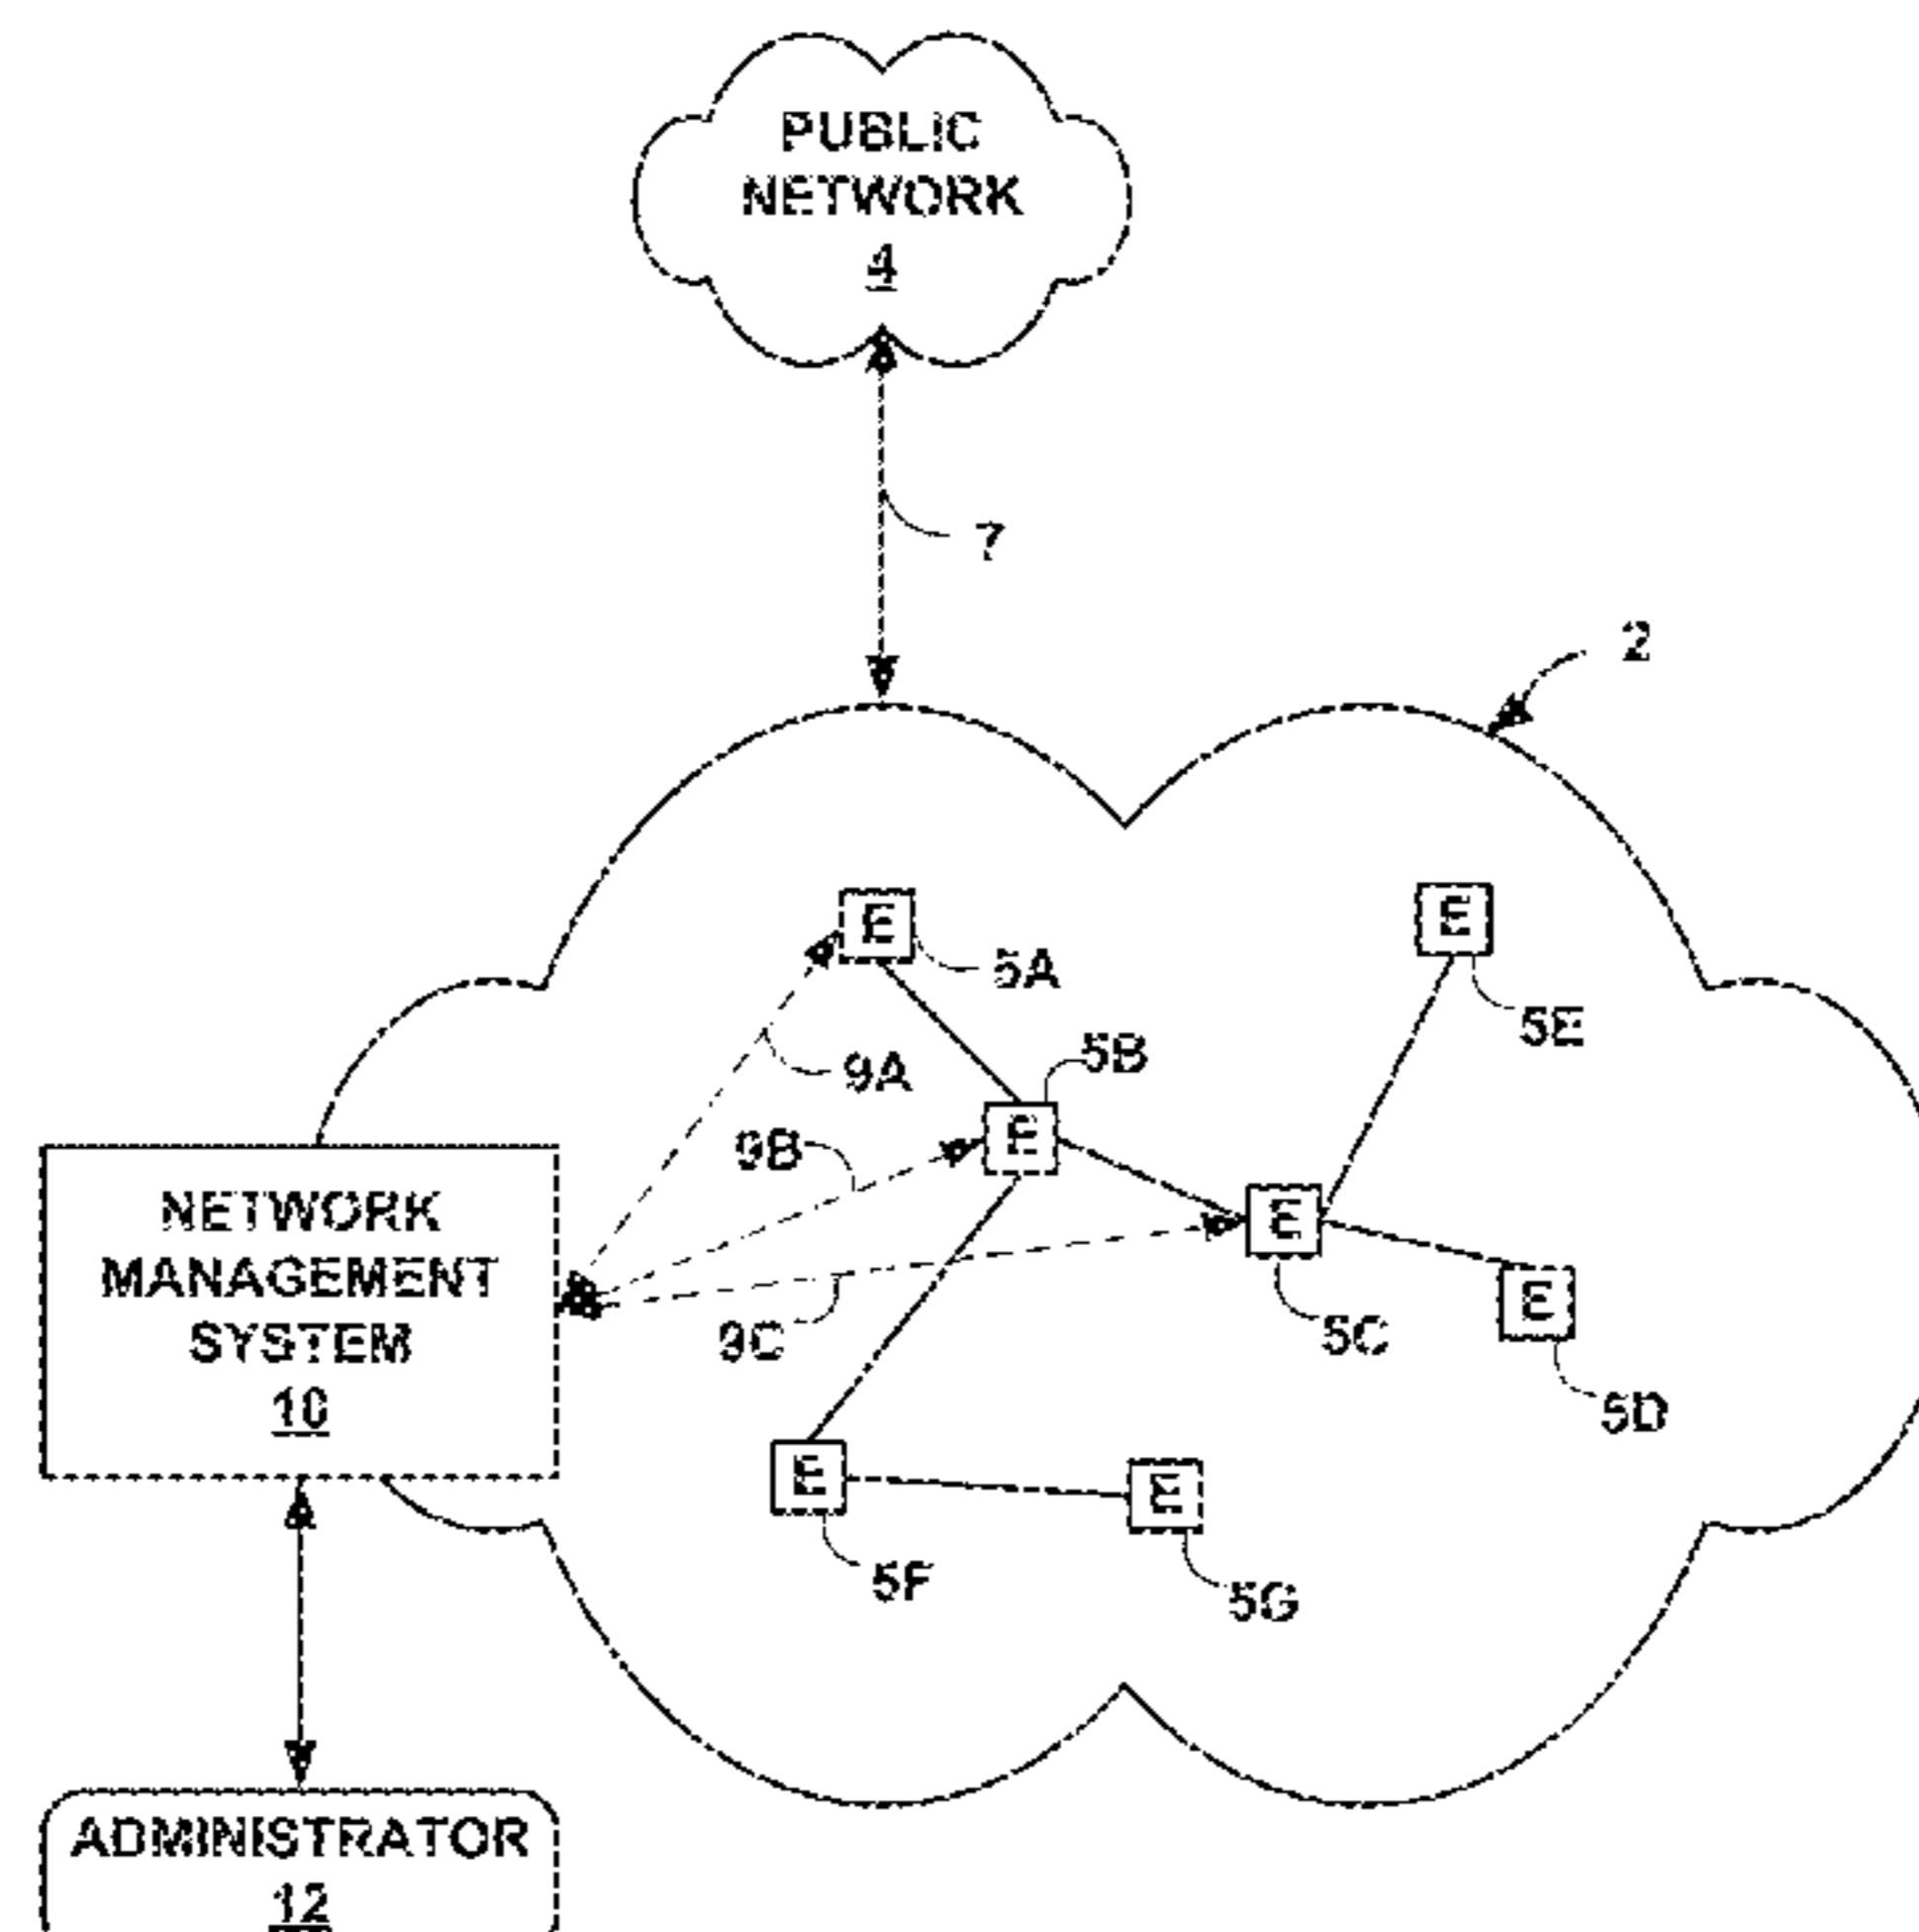 PUBLIC
NETWORK
4
7
2
E
5A
E
5E
9A
5B
E
9B
NETWORK
MANAGEMENT
SYSTEM
10
E
5C
9C
E
5D
E
5F
E
5G
ADMINISTRATOR
12